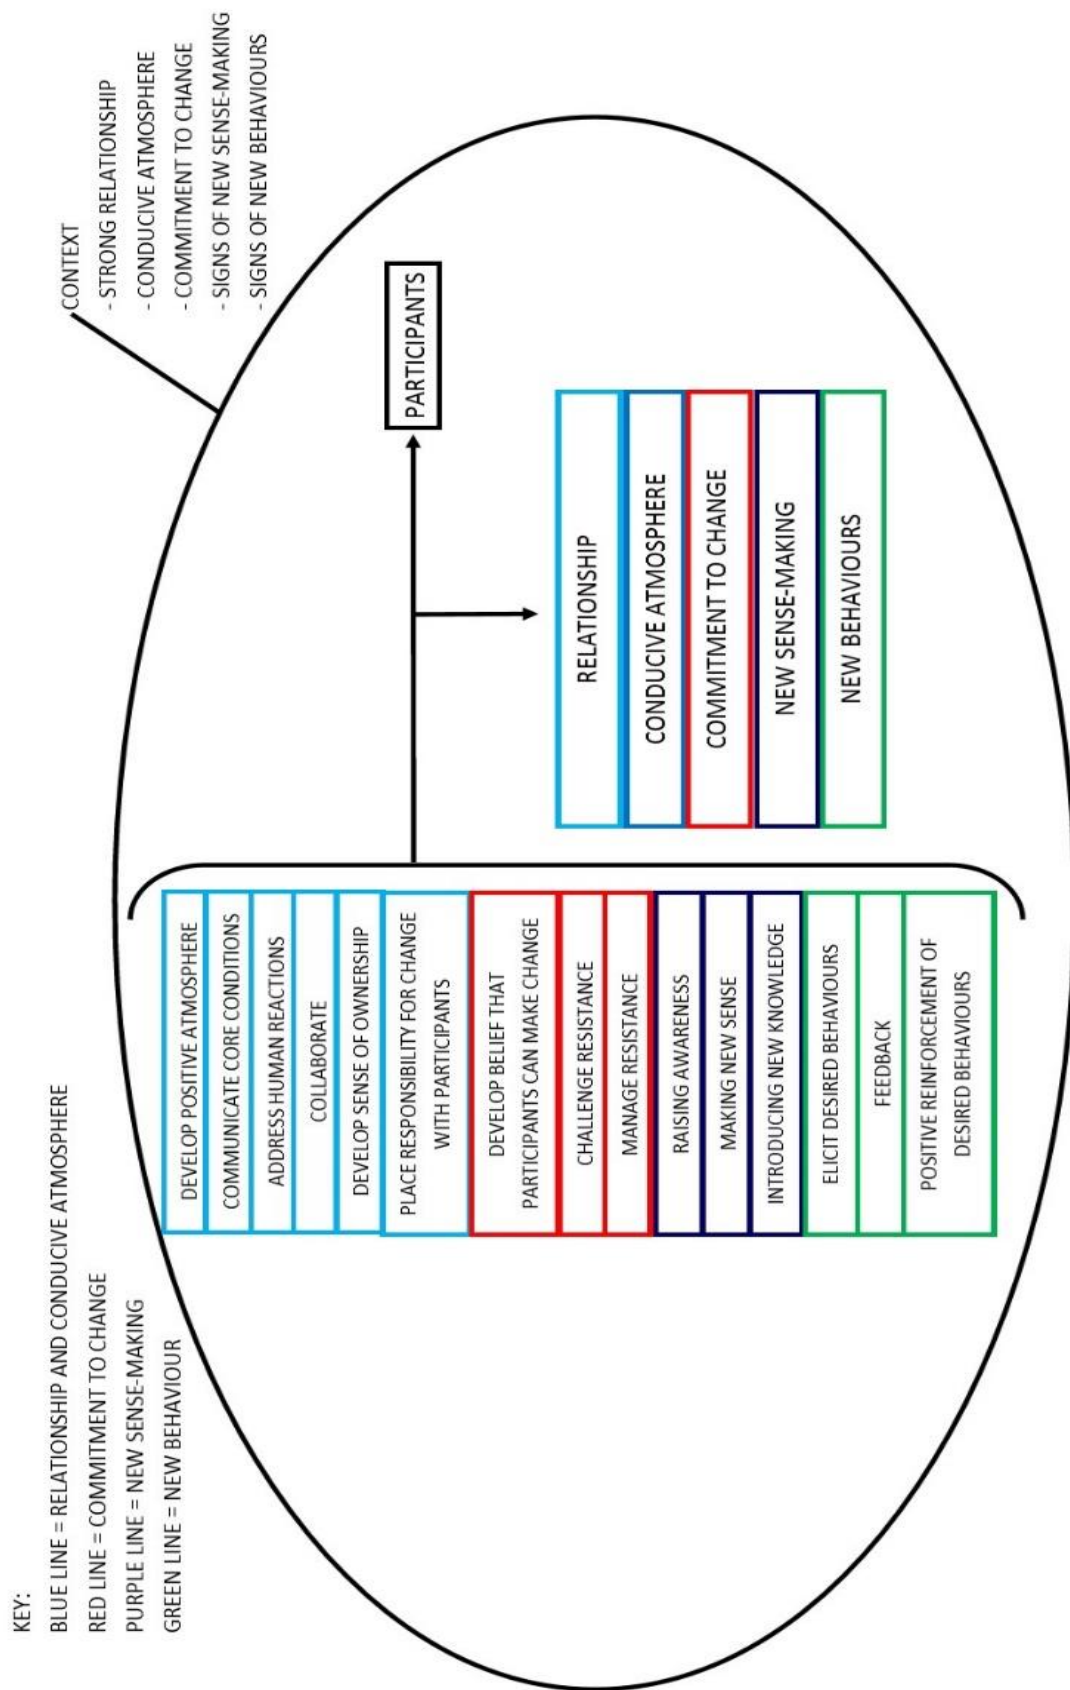 KEY:
BLUE LINE = RELATIONSHIP AND CONDUCIVE ATMOSPHERE
RED LINE = COMMITMENT TO CHANGE
PURPLE LINE = NEW SENSE-MAKING
GREEN LINE = NEW BEHAVIOUR
CONTEXT
- STRONG RELATIONSHIP
- CONDUCIVE ATMOSPHERE
- COMMITMENT TO CHANGE
- SIGNS OF NEW SENSE-MAKING
- SIGNS OF NEW BEHAVIOURS
DEVELOP POSITIVE ATMOSPHERE
COMMUNICATE CORE CONDITIONS
ADDRESS HUMAN REACTIONS
COLLABORATE
DEVELOP SENSE OF OWNERSHIP
PLACE RESPONSIBILITY FOR CHANGE
WITH PARTICIPANTS
DEVELOP BELIEF THAT
PARTICIPANTS CAN MAKE CHANGE
CHALLENGE RESISTANCE
MANAGE RESISTANCE
RAISING AWARENESS
MAKING NEW SENSE
INTRODUCING NEW KNOWLEDGE
ELICIT DESIRED BEHAVIOURS
FEEDBACK
POSITIVE REINFORCEMENT OF
DESIRED BEHAVIOURS
PARTICIPANTS
RELATIONSHIP
CONDUCIVE ATMOSPHERE
COMMITMENT TO CHANGE
NEW SENSE-MAKING
NEW BEHAVIOURS